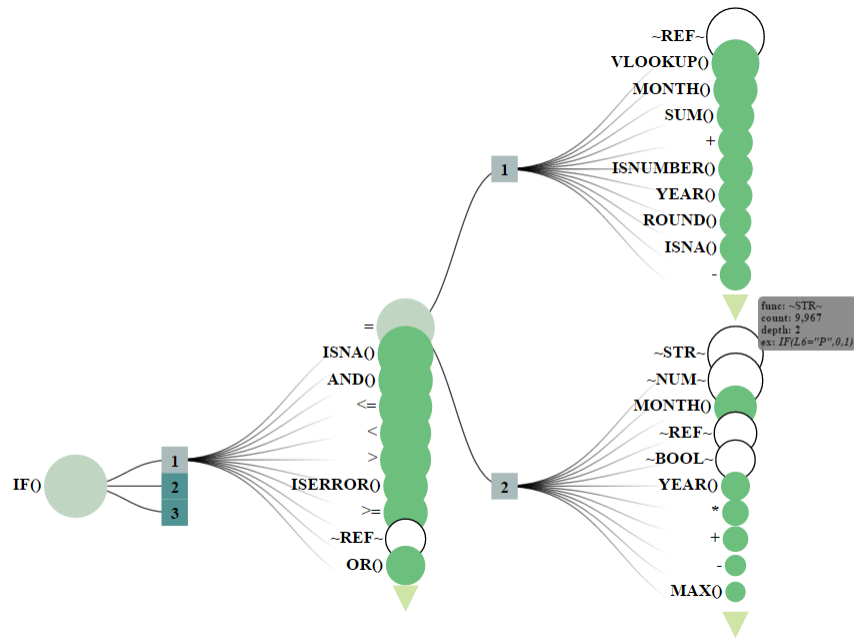 ~REF~
VLOOKUP()
MONTH()
SUM()
+
ISNUMBER()
YEAR()
ROUND()
ISNA()
-
1
func: ~STR~
count: 9,967
depth: 2
ex: IF(L6="P",0,1)
=
ISNA()
AND()
<=
<
>
ISERROR()
>=
~REF~
OR()
~STR~
~NUM~
MONTH()
~REF~
~BOOL~
YEAR()
*
+
-
MAX()
2
IF()
1
2
3